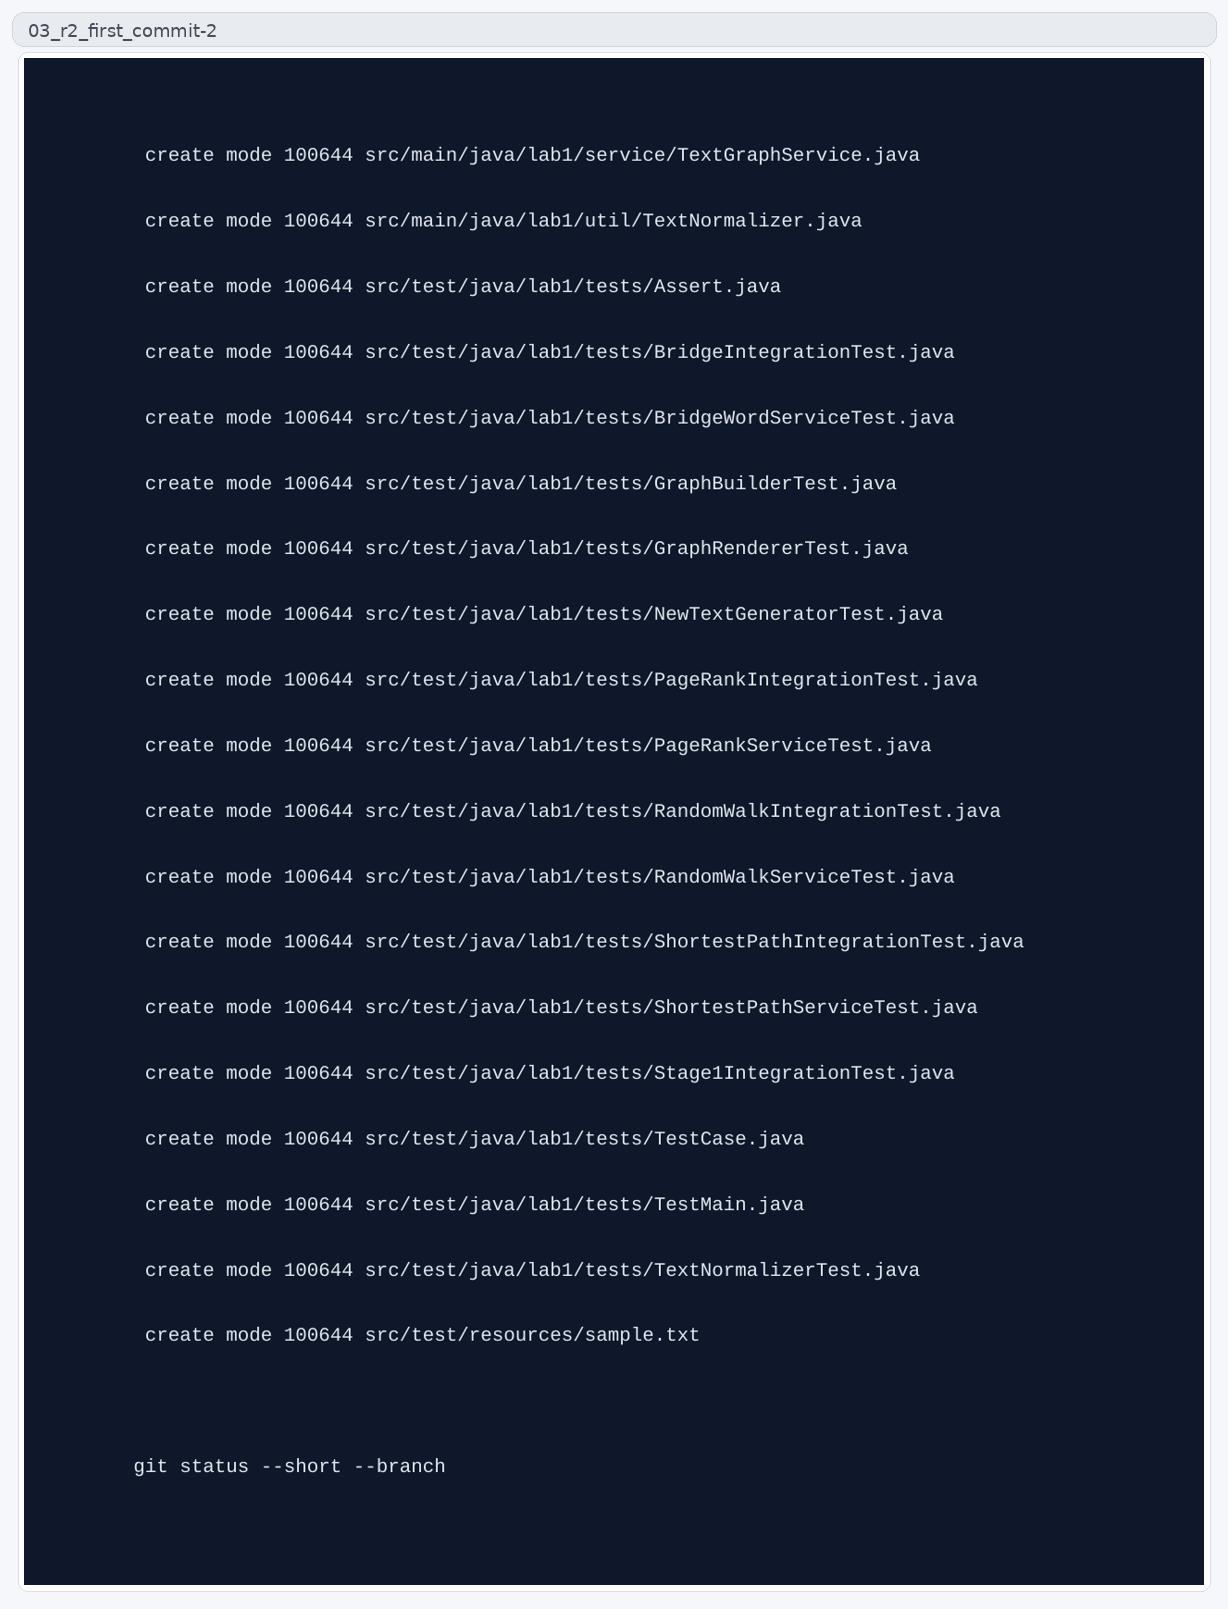 03_r2_first_commit-2
create mode 100644 src/main/java/lab1/service/TextGraphService.java
create mode 100644 src/main/java/lab1/util/TextNormalizer.java
create mode 100644 src/test/java/lab1/tests/Assert.java
create mode 100644 src/test/java/lab1/tests/BridgeIntegrationTest.java
create mode 100644 src/test/java/lab1/tests/BridgeWordServiceTest.java
create mode 100644 src/test/java/lab1/tests/GraphBuilderTest.java
create mode 100644 src/test/java/lab1/tests/GraphRendererTest.java
create mode 100644 src/test/java/lab1/tests/NewTextGeneratorTest.java
create mode 100644 src/test/java/lab1/tests/PageRankIntegrationTest.java
create mode 100644 src/test/java/lab1/tests/PageRankServiceTest.java
create mode 100644 src/test/java/lab1/tests/RandomWalkIntegrationTest.java
create mode 100644 src/test/java/lab1/tests/RandomWalkServiceTest.java
create mode 100644 src/test/java/lab1/tests/ShortestPathIntegrationTest.java
create mode 100644 src/test/java/lab1/tests/ShortestPathServiceTest.java
create mode 100644 src/test/java/lab1/tests/Stage1IntegrationTest.java
create mode 100644 src/test/java/lab1/tests/TestCase.java
create mode 100644 src/test/java/lab1/tests/TestMain.java
create mode 100644 src/test/java/lab1/tests/TextNormalizerTest.java
create mode 100644 src/test/resources/sample.txt
git status --short --branch